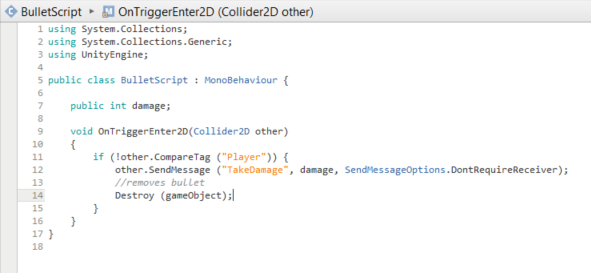 BulletScript ▸ OnTriggerEnter2D (Collider2D other)
1 using System.Collections;
2 using System.Collections.Generic;
3 using UnityEngine;
4
5 public class BulletScript : MonoBehaviour {
6
7     public int damage;
8
9     void OnTriggerEnter2D(Collider2D other)
10     {
11         if (!other.CompareTag ("Player")) {
12             other.SendMessage ("TakeDamage", damage, SendMessageOptions.DontRequireReceiver);
13             //removes bullet
14             Destroy (gameObject);
15         }
16     }
17 }
18